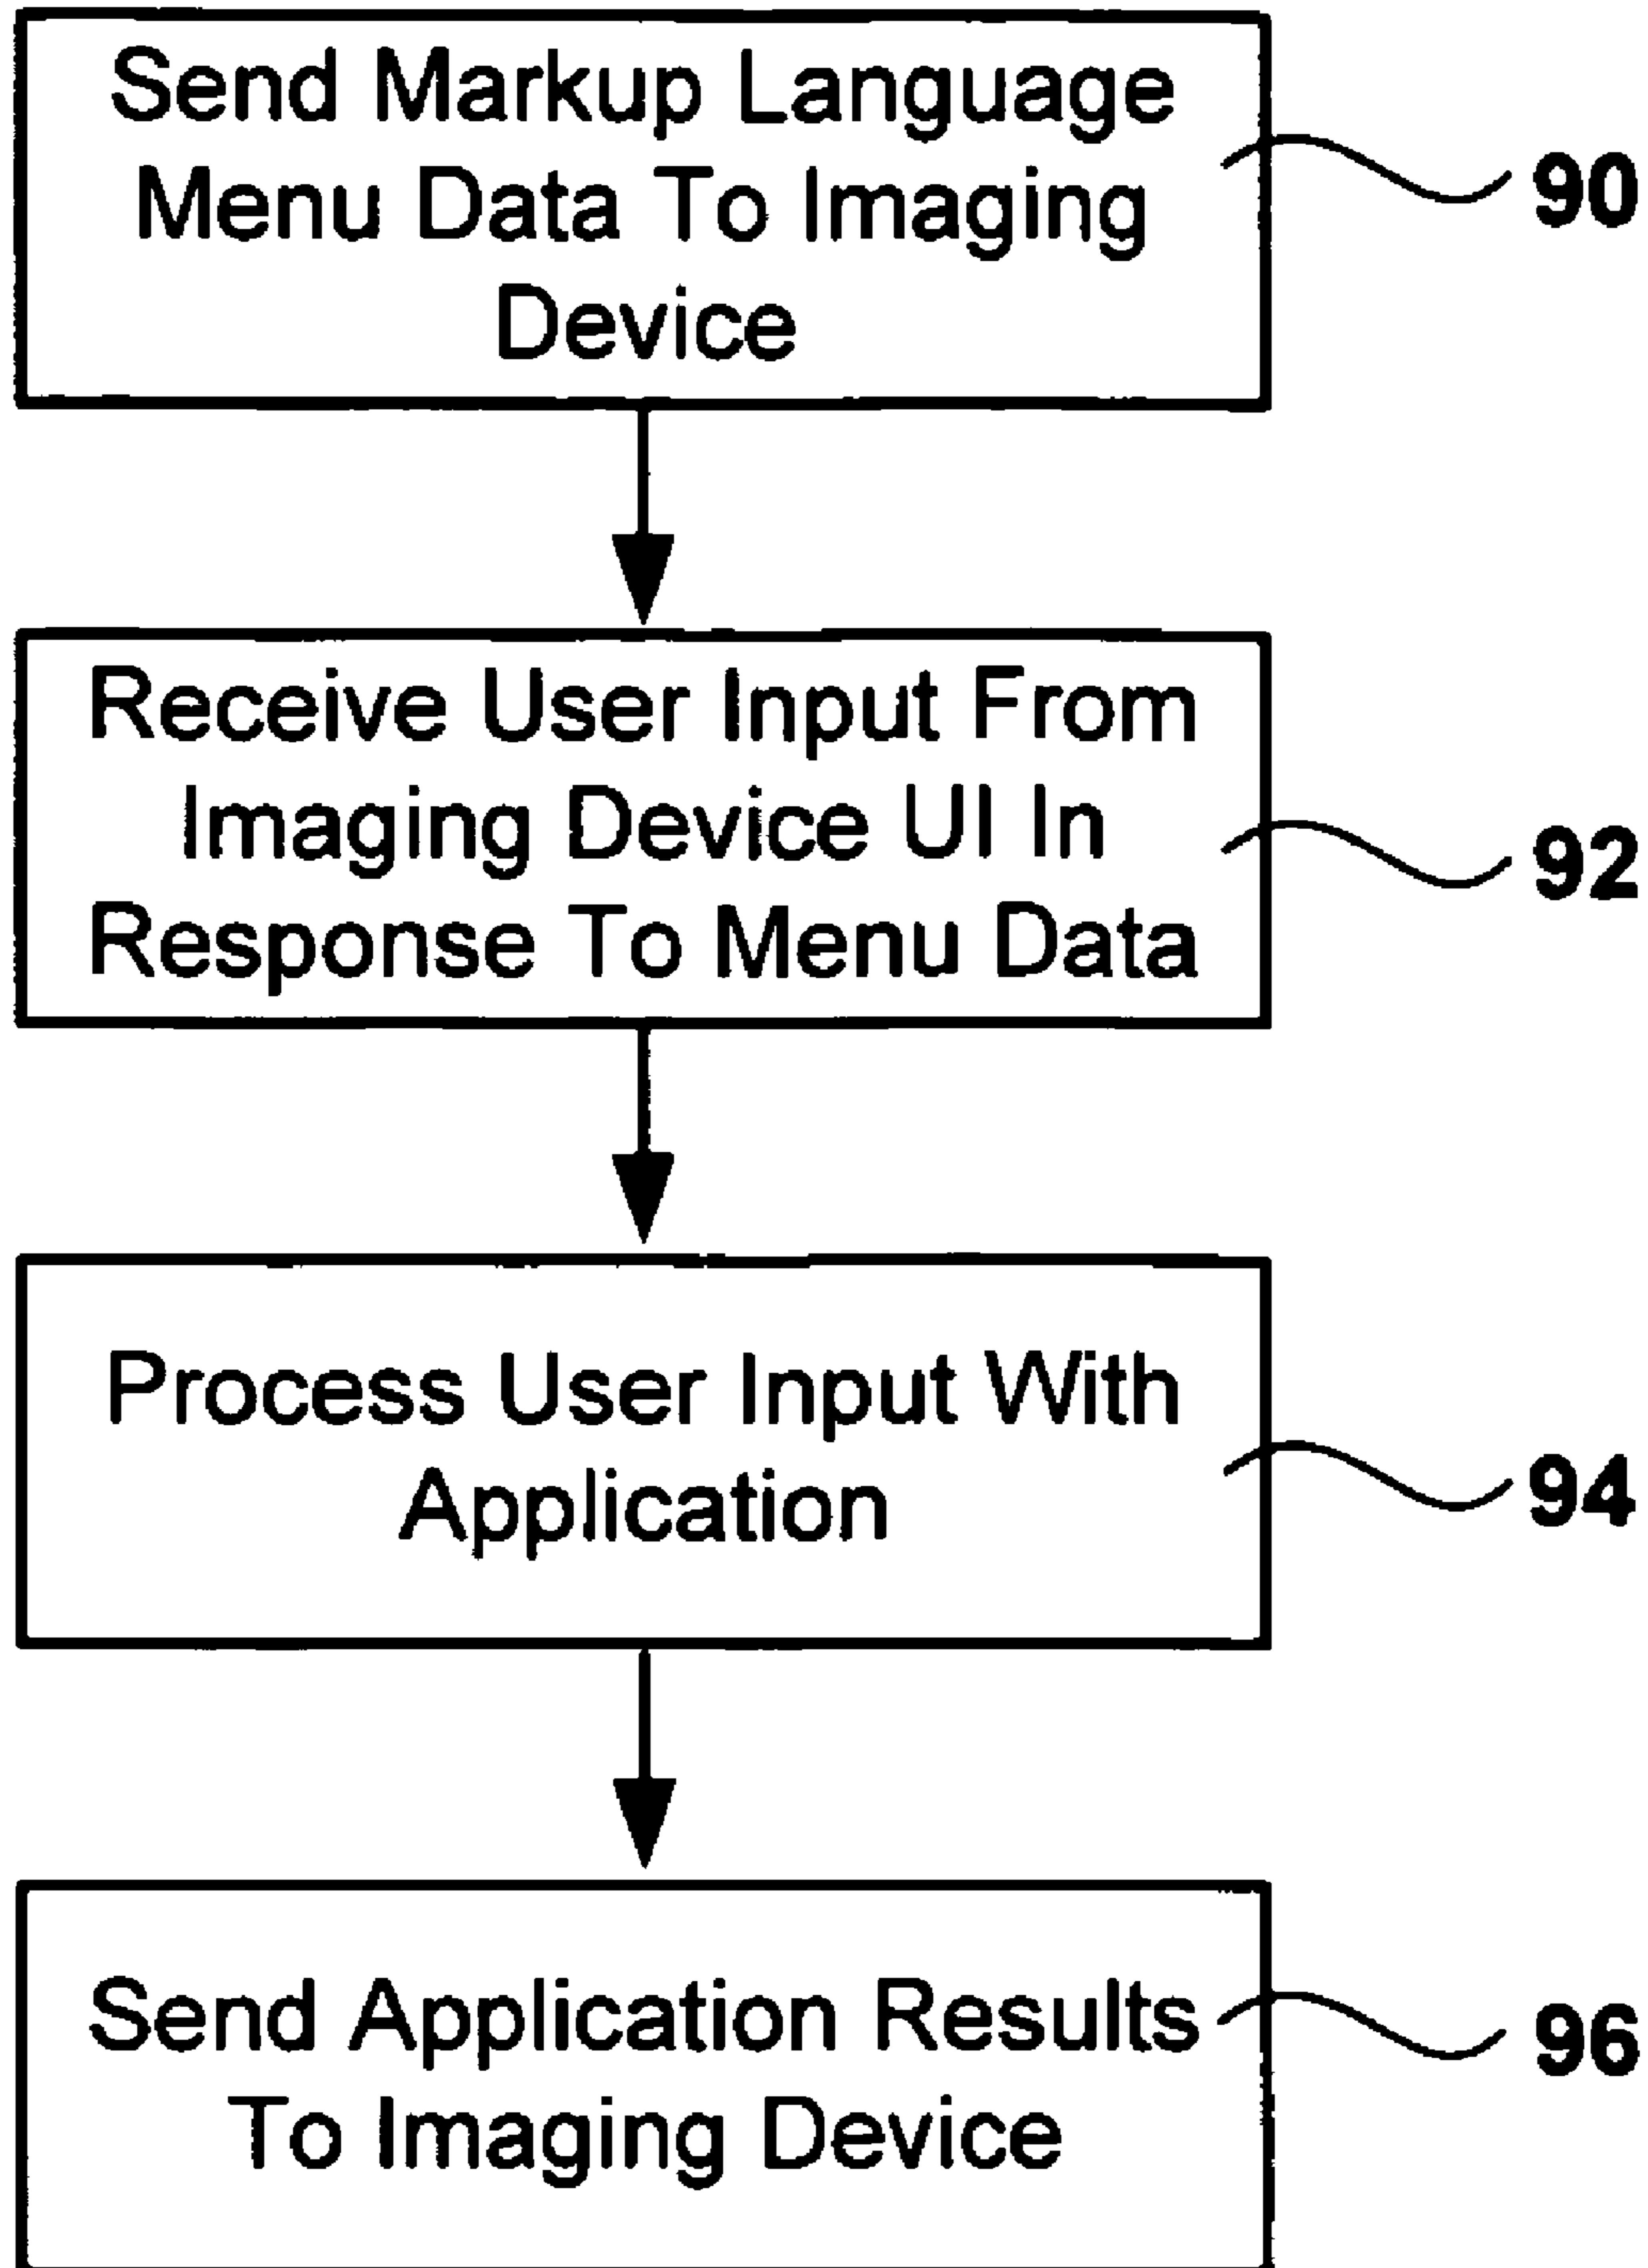 Send Markup Language
Menu Data To Imaging
Device
90
Receive User Input From
Imaging Device UI In
Response To Menu Data
92
Process User Input With
Application
94
Send Application Results
To Imaging Device
96